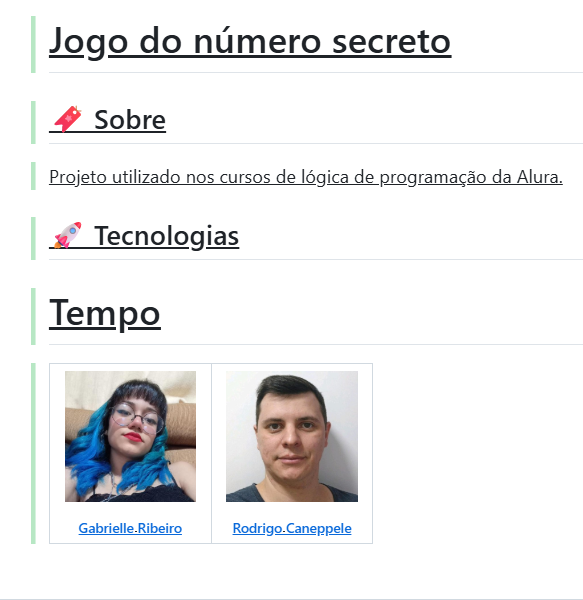 Jogo do número secreto
Sobre
Projeto utilizado nos cursos de lógica de programação da Alura.
Tecnologias
Tempo
Gabrielle.Ribeiro
Rodrigo.Caneppele